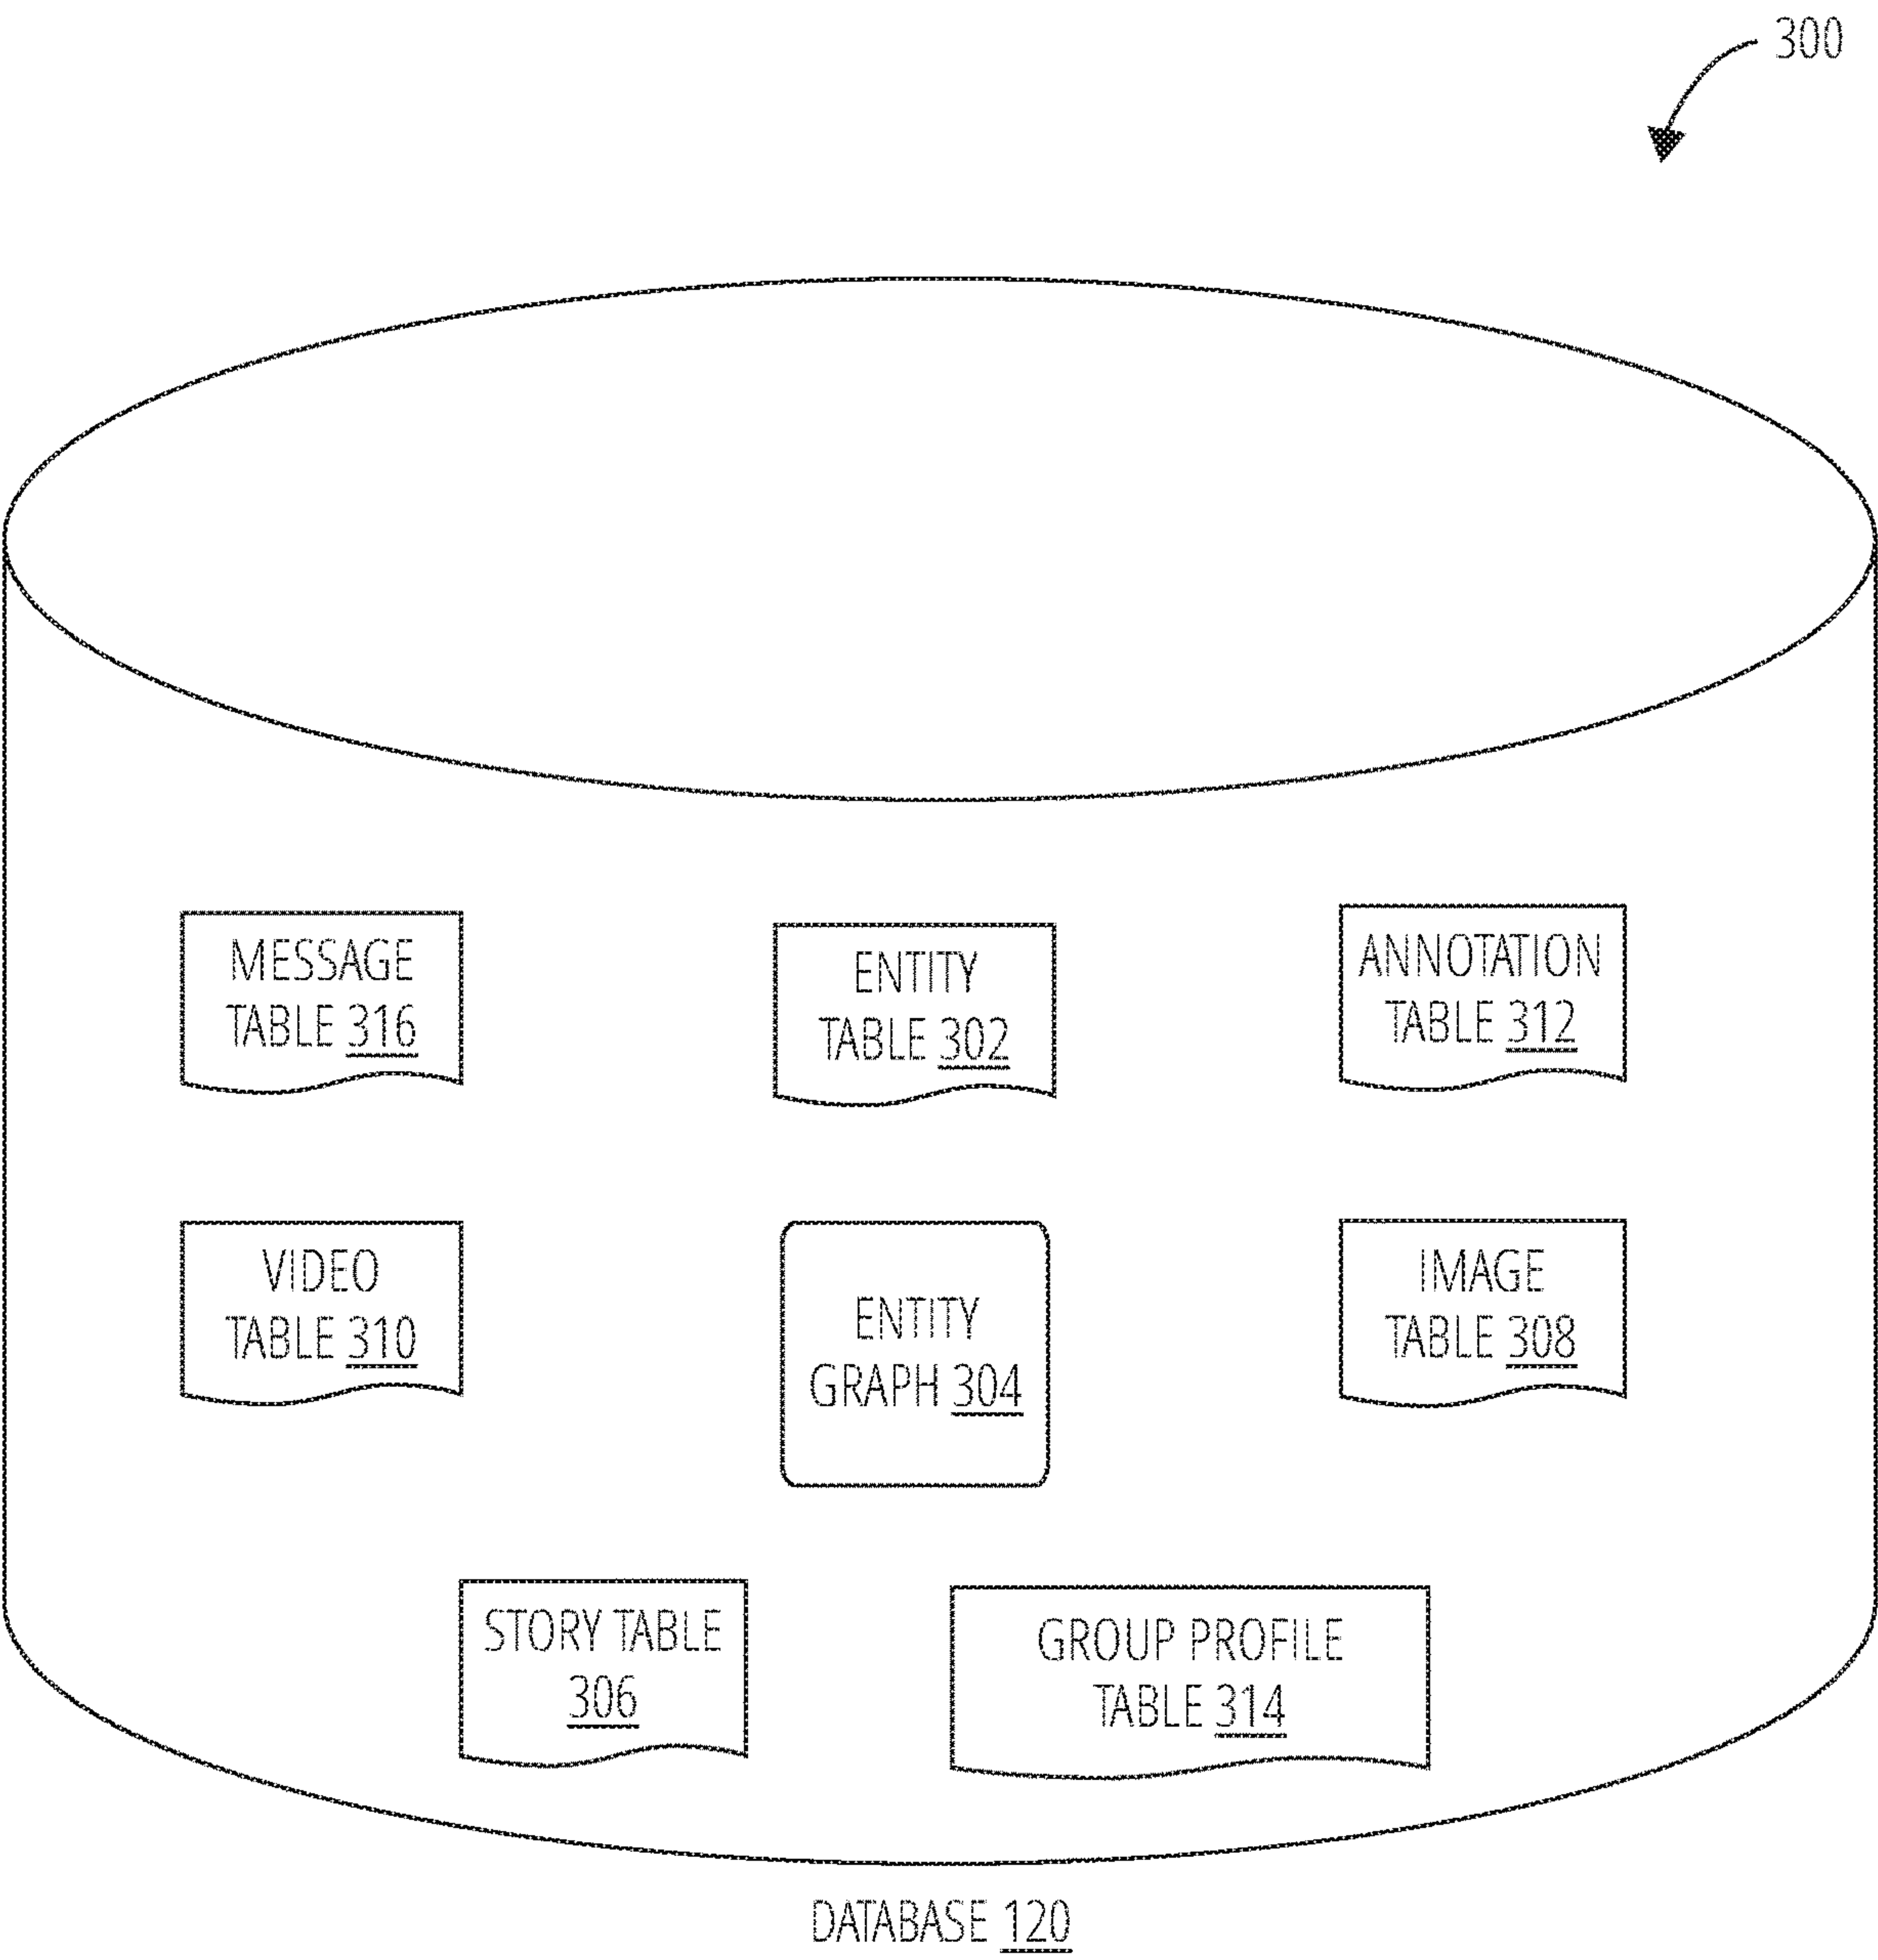 300
MESSAGE
TABLE 316
ENTITY
TABLE 302
ANNOTATION
TABLE 312
VIDEO
TABLE 310
ENTITY
GRAPH 304
IMAGE
TABLE 308
STORY TABLE
306
GROUP PROFILE
TABLE 314
DATABASE 120